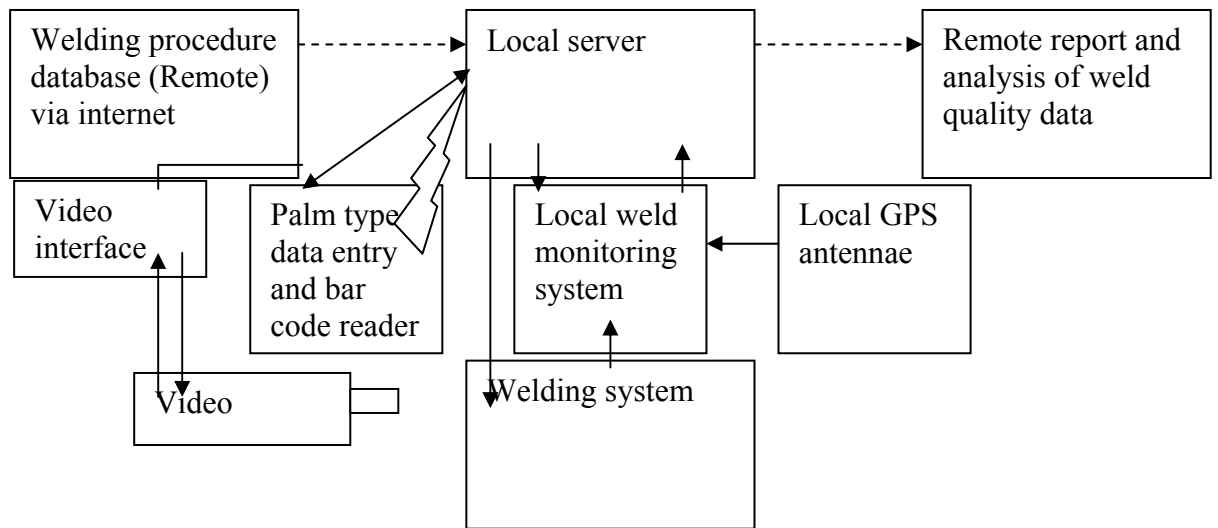 Welding procedure
database (Remote)
via internet
Local server
Remote report and
analysis of weld
quality data
Video
interface
Palm type
data entry
and bar
code reader
Local weld
monitoring
system
Local GPS
antennae
Video
Welding system